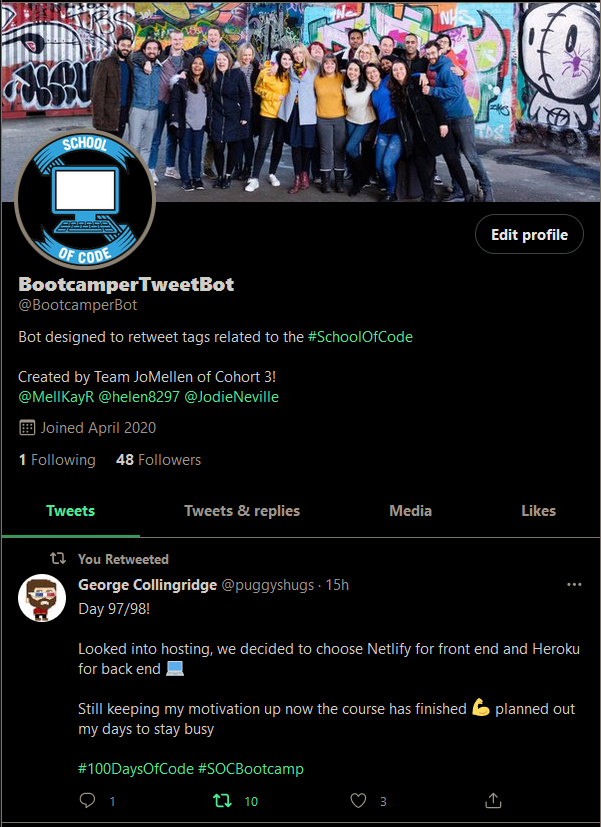 NHS
SCHOOL
OF CODE
Edit profile
BootcamperTweetBot
@BootcamperBot
Bot designed to retweet tags related to the #SchoolOfCode
Created by Team JoMellen of Cohort 3!
@MellKayR @helen8297 @JodieNeville
Joined April 2020
1 Following 48 Followers
Tweets Tweets & replies Media Likes
You Retweeted
George Collingridge @puggyshugs · 15h
Day 97/98!
Looked into hosting, we decided to choose Netlify for front end and Heroku
for back end 💻
Still keeping my motivation up now the course has finished 💪 planned out
my days to stay busy
#100DaysOfCode #SOCBootcamp
1 10 3